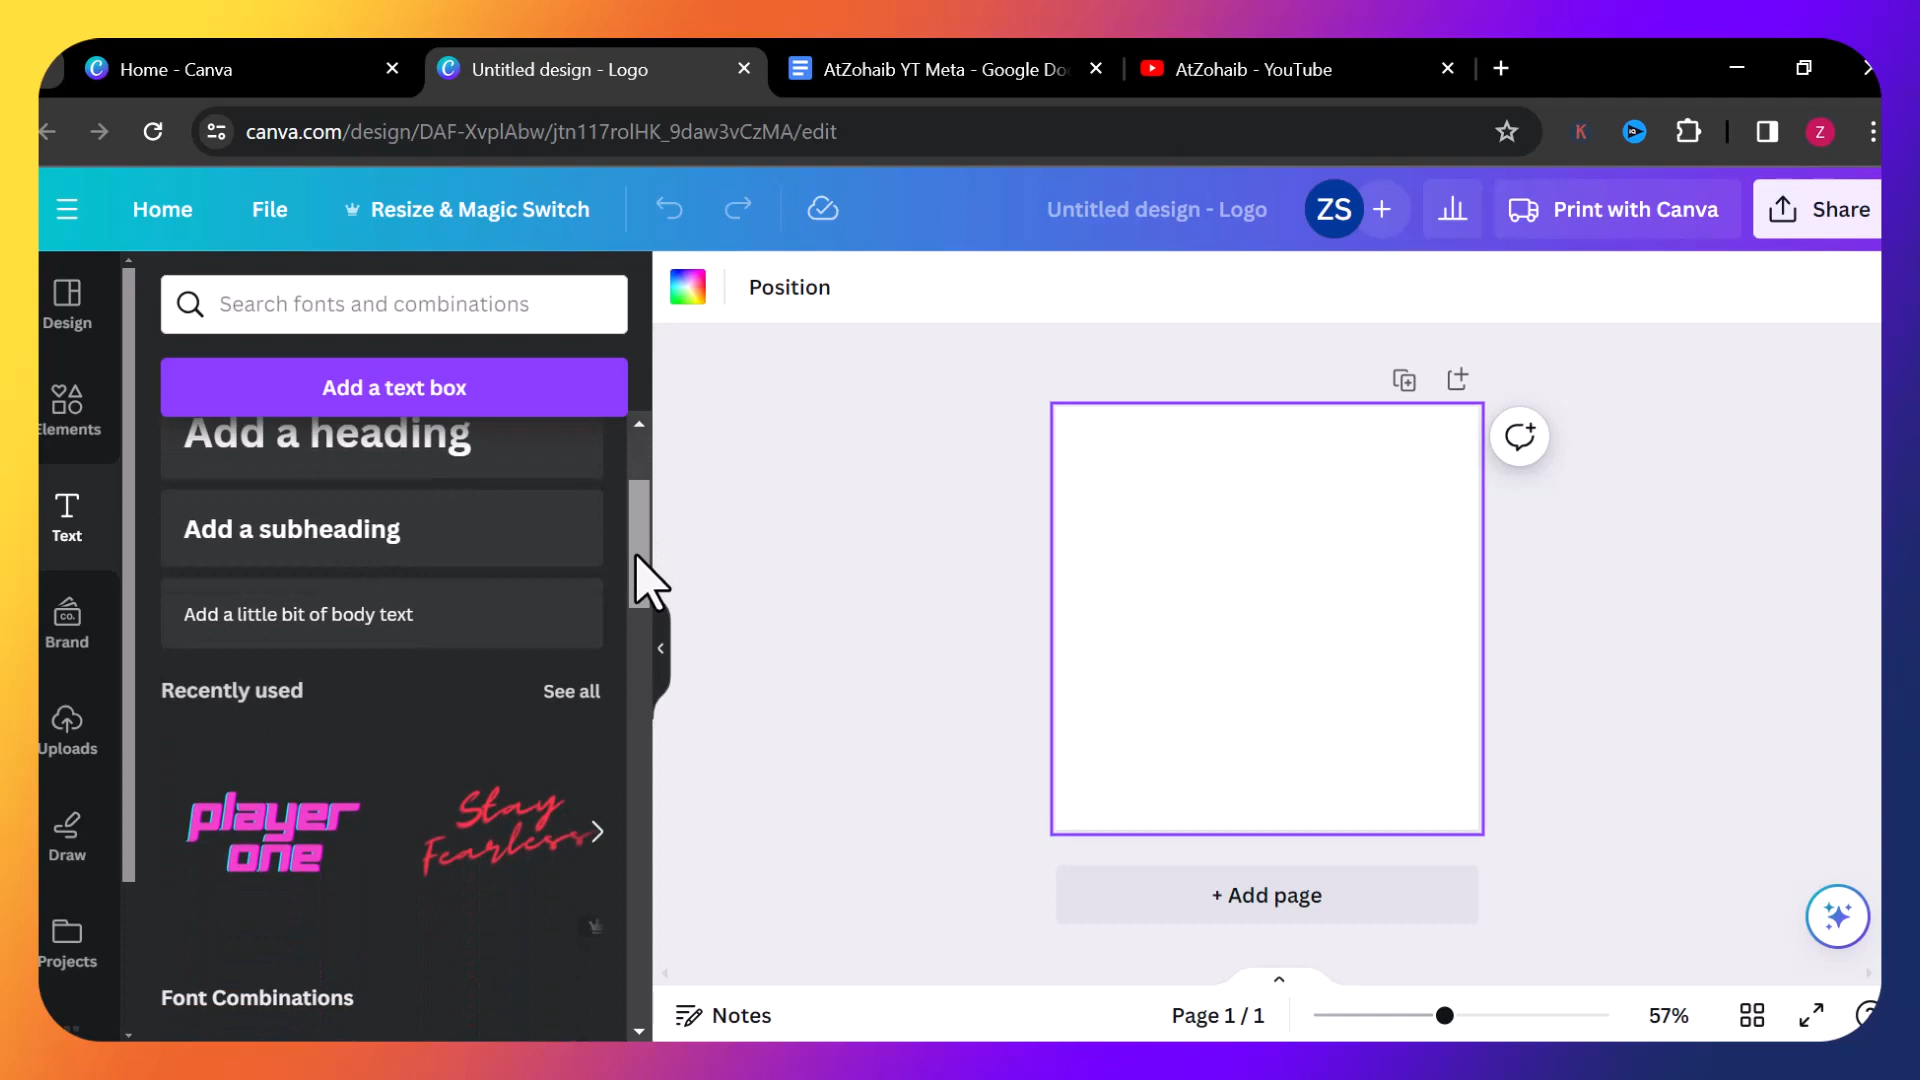 Home - Canva
Untitled design - Logo
AtZohaib YT Meta - Google Do
AtZohaib - YouTube
canva.com/design/DAF-XvplAbw/jtn117rolHK_9daw3vCzMA/edit
K
Z
Home
File
Resize & Magic Switch
Untitled design - Logo
ZS
Print with Canva
Share
Design
Elements
Text
Brand
CO.
Uploads
Draw
Projects
Search fonts and combinations
Add a text box
Add a heading
Add a subheading
Add a little bit of body text
Recently used
See all
player
one
Stay
Fearless
Font Combinations
Position
+ Add page
Notes
Page 1 / 1
57%